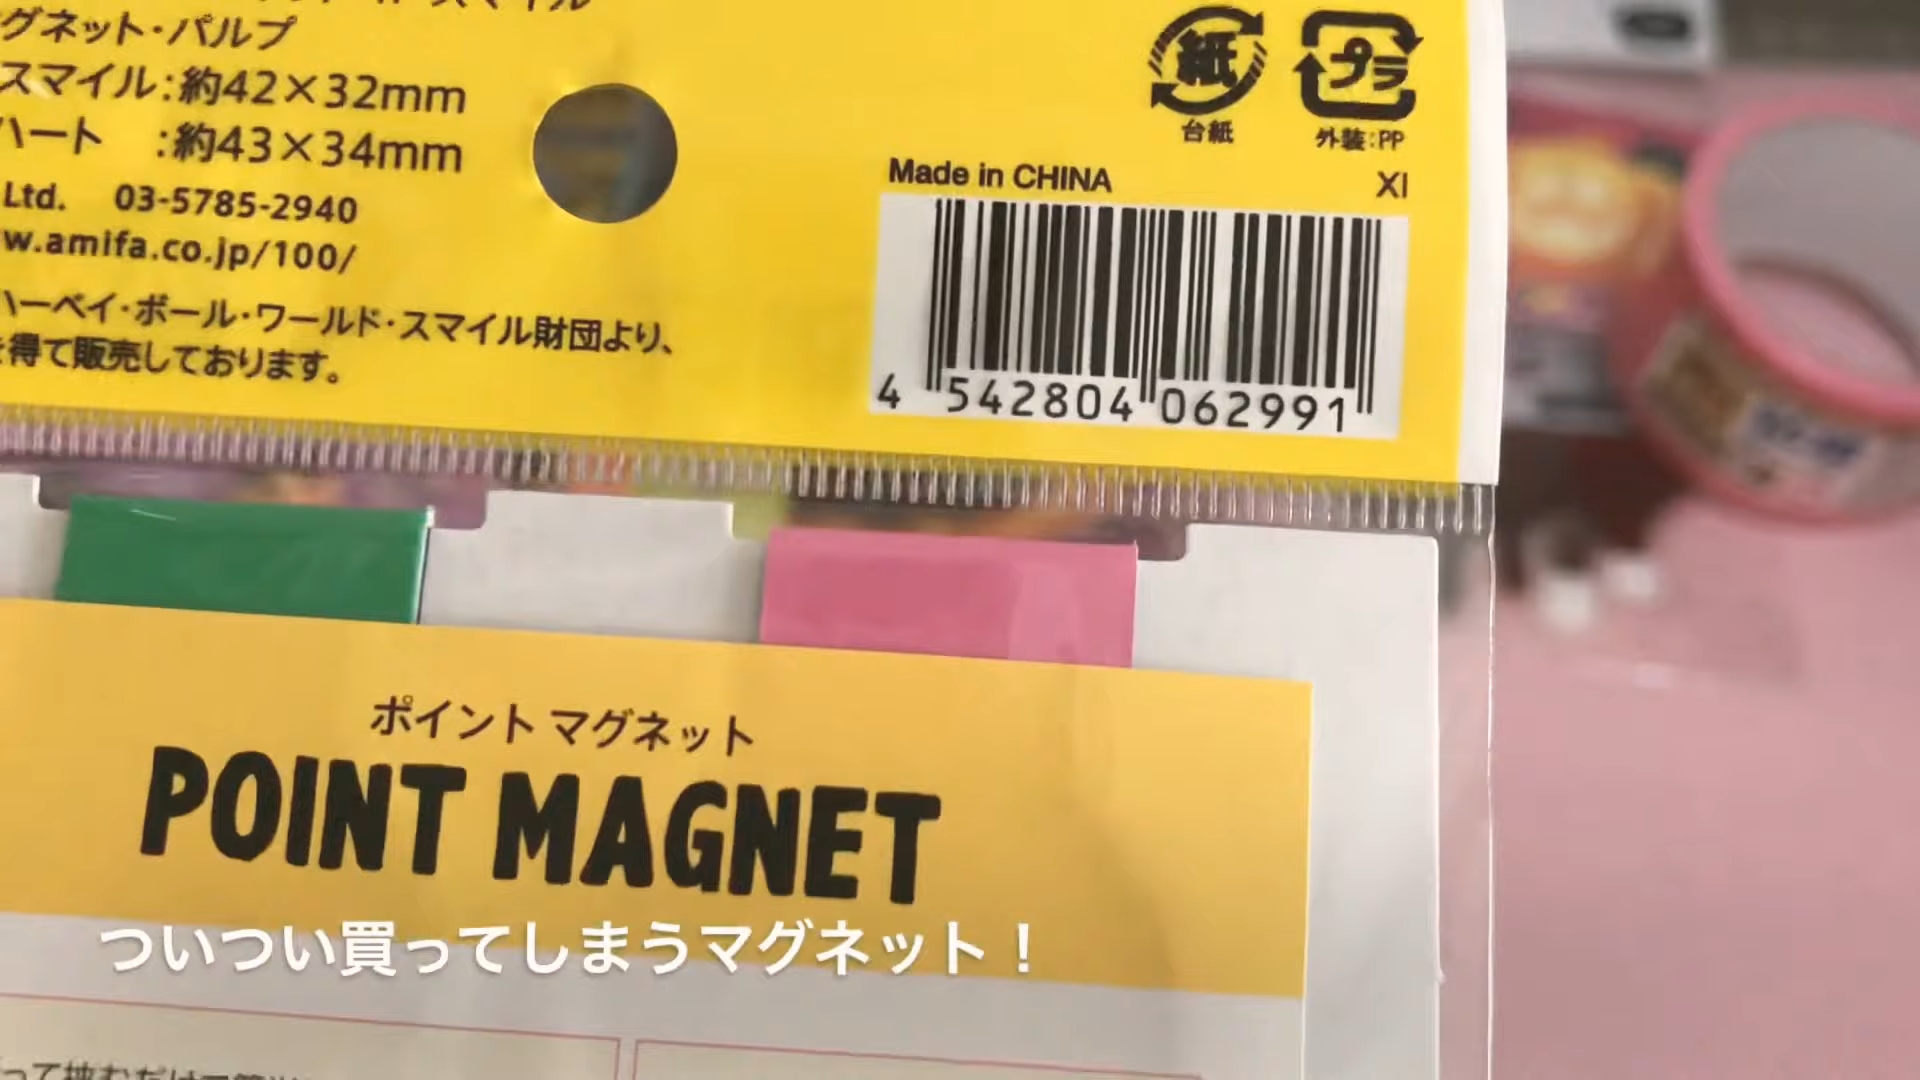 グネット・パルプ
スマイル:約42×32mm
ハート :約43×34mm
Ltd. 03-5785-2940
w.amifa.co.jp/100/
ハーベイ・ボール・ワールド・スマイル財団より、
得て販売しております。
紙
台紙
プラ
外装:PP
Made in CHINA
XI
4 542804 062991
ポイント マグネット
POINT MAGNET
ついつい買ってしまうマグネット！